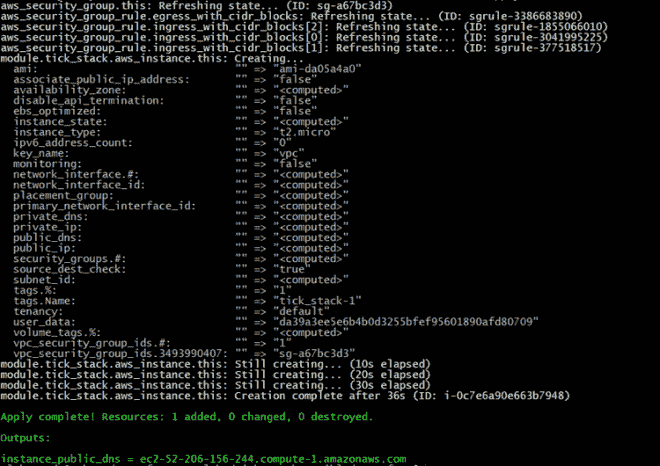 aws_security_group.this: Refreshing state... (ID: sg-a67bc3d3)
aws_security_group_rule.egress_with_cidr_blocks: Refreshing state... (ID: sgrule-3386683890)
aws_security_group_rule.ingress_with_cidr_blocks[2]: Refreshing state... (ID: sgrule-1855066010)
aws_security_group_rule.ingress_with_cidr_blocks[0]: Refreshing state... (ID: sgrule-3041995225)
aws_security_group_rule.ingress_with_cidr_blocks[1]: Refreshing state... (ID: sgrule-377518517)
module.tick_stack.aws_instance.this: Creating...
ami: "" => "ami-da05a4a0"
associate_public_ip_address: "" => "false"
availability_zone: "" => "<computed>"
disable_api_termination: "" => "false"
ebs_optimized: "" => "false"
instance_state: "" => "<computed>"
instance_type: "" => "t2.micro"
ipv6_address_count: "" => "0"
key_name: "" => "vpc"
monitoring: "" => "false"
network_interface.#: "" => "<computed>"
network_interface_id: "" => "<computed>"
placement_group: "" => "<computed>"
primary_network_interface_id: "" => "<computed>"
private_dns: "" => "<computed>"
private_ip: "" => "<computed>"
public_dns: "" => "<computed>"
public_ip: "" => "<computed>"
security_groups.#: "" => "<computed>"
source_dest_check: "" => "true"
subnet_id: "" => "<computed>"
tags.%: "" => "1"
tags.Name: "" => "tick_stack-1"
tenancy: "" => "default"
user_data: "" => "da39a3ee5e6b4b0d3255bfef95601890afd80709"
volume_tags.%: "" => "<computed>"
vpc_security_group_ids.#: "" => "1"
vpc_security_group_ids.3493990407: "" => "sg-a67bc3d3"
module.tick_stack.aws_instance.this: Still creating... (10s elapsed)
module.tick_stack.aws_instance.this: Still creating... (20s elapsed)
module.tick_stack.aws_instance.this: Still creating... (30s elapsed)
module.tick_stack.aws_instance.this: Creation complete after 36s (ID: i-0c7e6a90e663b7948)
Apply complete! Resources: 1 added, 0 changed, 0 destroyed.
Outputs:
instance_public_dns = ec2-52-206-156-244.compute-1.amazonaws.com